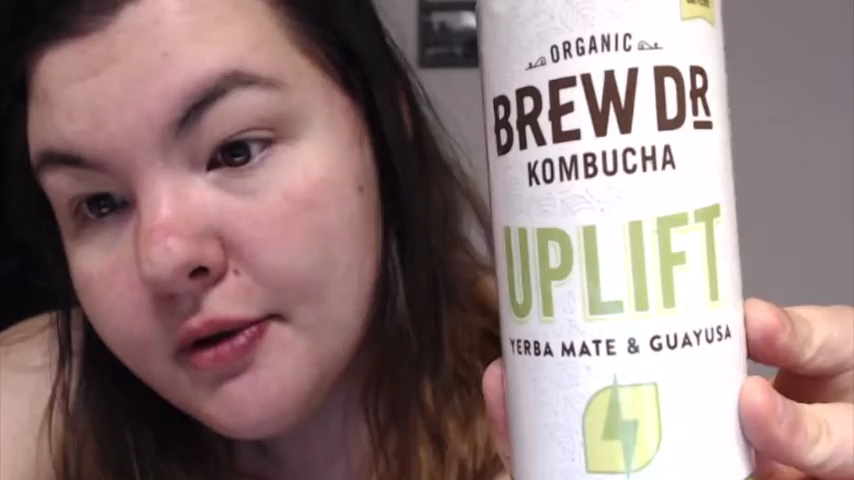 ORGANIC
BREW DR
KOMBUCHA
UPLIFT
YERBA MATE & GUAYUSA